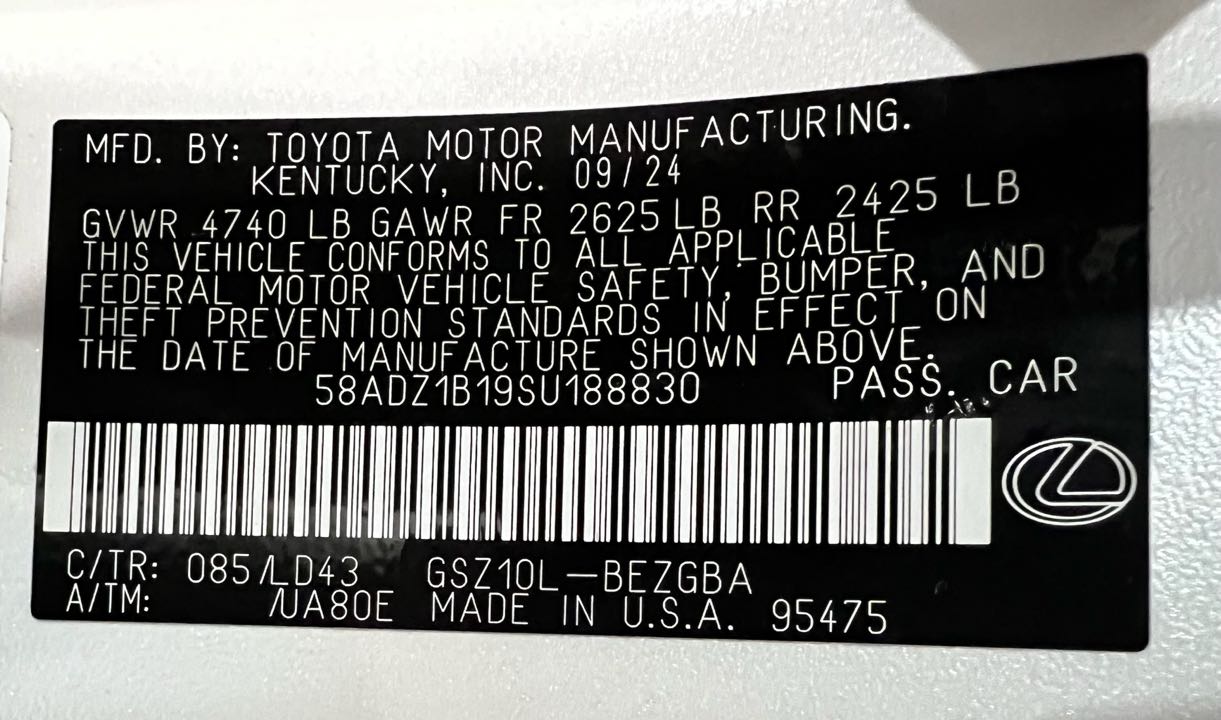 MFD. BY: TOYOTA MOTOR MANUFACTURING.
KENTUCKY, INC. 09/24
GVWR 4740 LB GAWR FR 2625 LB RR 2425 LB
THIS VEHICLE CONFORMS TO ALL APPLICABLE
FEDERAL MOTOR VEHICLE SAFETY, BUMPER, AND
THEFT PREVENTION STANDARDS IN EFFECT ON
THE DATE OF MANUFACTURE SHOWN ABOVE.
58ADZ1B19SU188830 PASS. CAR
C/TR: 085/LD43 GSZ10L-BEZGBA
A/TM: /UA80E MADE IN U.S.A. 95475